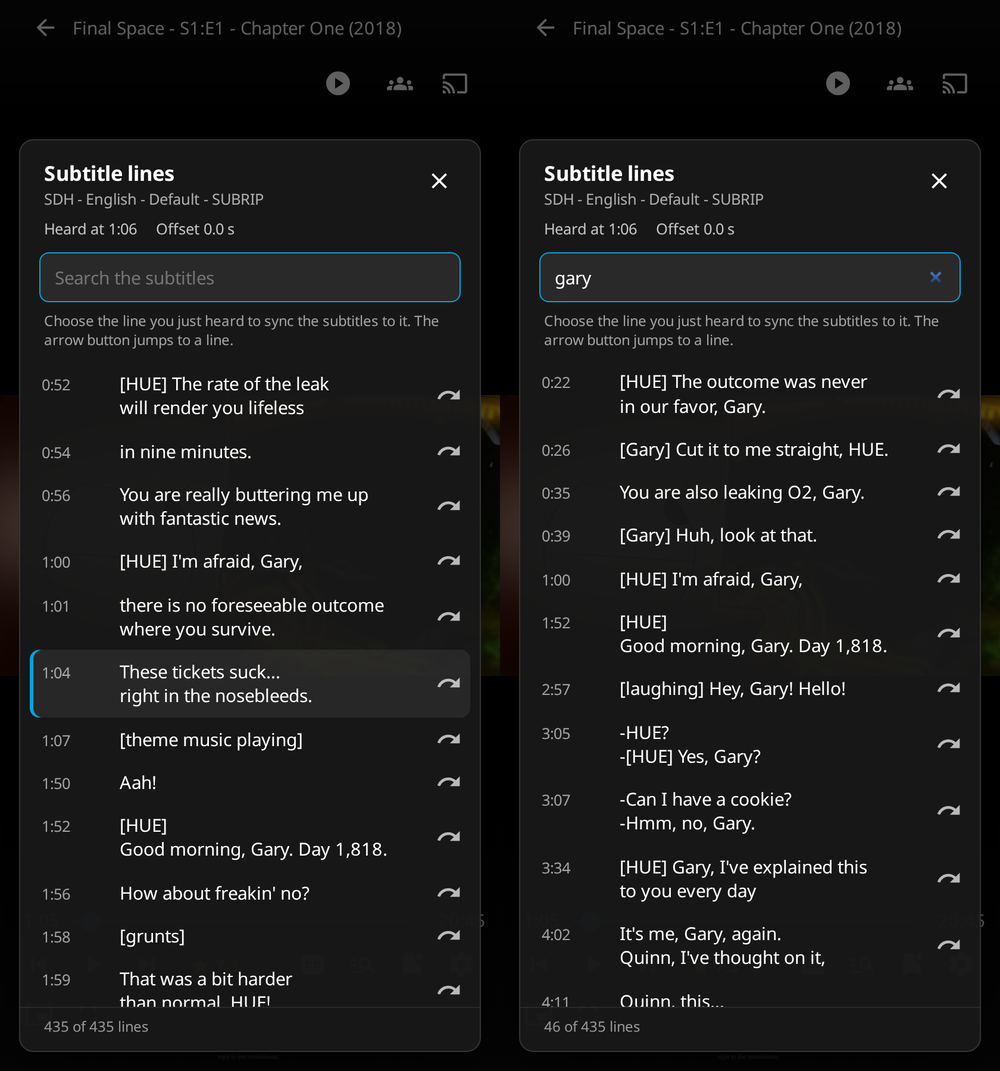 Final Space - S1:E1 - Chapter One (2018)
Subtitle lines
SDH - English - Default - SUBRIP
Heard at 1:06 Offset 0.0 s
Search the subtitles
Choose the line you just heard to sync the subtitles to it. The
arrow button jumps to a line.
0:52 [HUE] The rate of the leak
will render you lifeless
0:54 in nine minutes.
0:56 You are really buttering me up
with fantastic news.
1:00 [HUE] I'm afraid, Gary,
1:01 there is no foreseeable outcome
where you survive.
1:04 These tickets suck...
right in the nosebleeds.
1:07 [theme music playing]
1:50 Aah!
1:52 [HUE]
Good morning, Gary. Day 1,818.
1:56 How about freakin' no?
1:58 [grunts]
1:59 That was a bit harder
than normal, HUE!
435 of 435 lines
Final Space - S1:E1 - Chapter One (2018)
Subtitle lines
SDH - English - Default - SUBRIP
Heard at 1:06 Offset 0.0 s
gary
Choose the line you just heard to sync the subtitles to it. The
arrow button jumps to a line.
0:22 [HUE] The outcome was never
in our favor, Gary.
0:26 [Gary] Cut it to me straight, HUE.
0:35 You are also leaking O2, Gary.
0:39 [Gary] Huh, look at that.
1:00 [HUE] I'm afraid, Gary,
1:52 [HUE]
Good morning, Gary. Day 1,818.
2:57 [laughing] Hey, Gary! Hello!
3:05 -HUE?
-[HUE] Yes, Gary?
3:07 -Can I have a cookie?
-Hmm, no, Gary.
3:34 [HUE] Gary, I've explained this
to you every day
4:02 It's me, Gary, again.
Quinn, I've thought on it,
4:11 Quinn, this...
46 of 435 lines